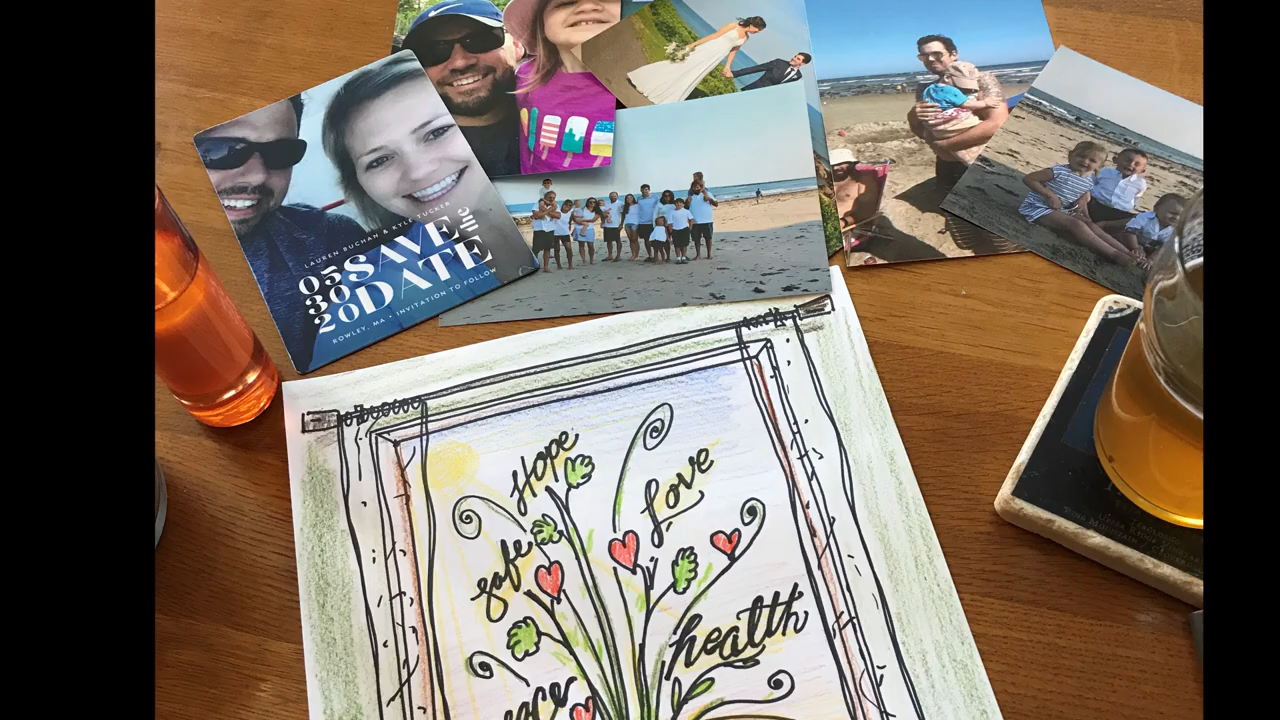 LAUREN BUCHAN & KYLE TUCKER
05 SAVE the
30 DATE
20
ROWLEY, MA • INVITATION TO FOLLOW
Hope
Love
safe
health